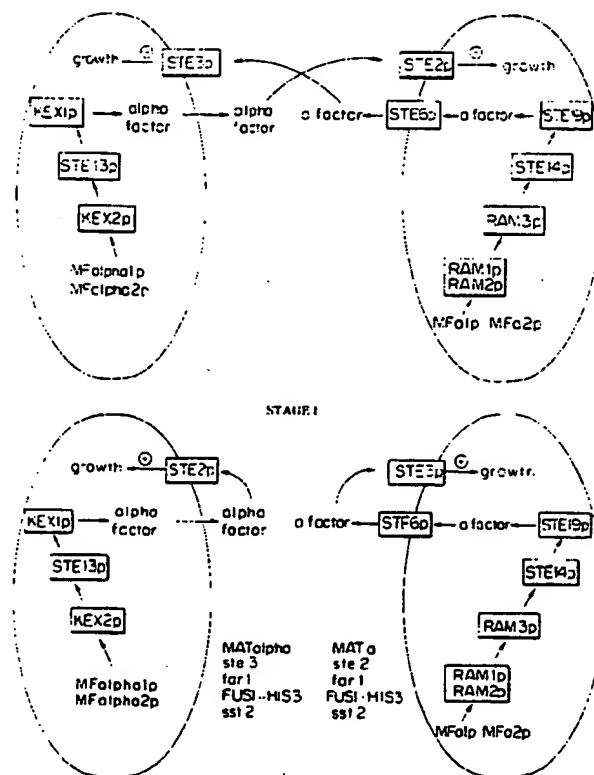 growth
⊕
STE3p
STE2p
⊕
growth
KEX1p
alpha
factor
alpha
factor
a factor
STE6p
a factor
STE19p
STE13p
STE14p
KEX2p
RAM3p
MFalpha1p
MFalpha2p
RAM1p
RAM2p
MFa1p MFa2p
STAGE 1
growth
⊕
STE2p
STE3p
⊕
growth
KEX1p
alpha
factor
alpha
factor
a factor
STE6p
a factor
STE19p
STE13p
STE14p
KEX2p
RAM3p
MFalpha1p
MFalpha2p
MATalpha
ste 3
far 1
FUS1-HIS3
sst 2
MATa
ste 2
far 1
FUS1-HIS3
sst 2
RAM1p
RAM2p
MFa1p MFa2p